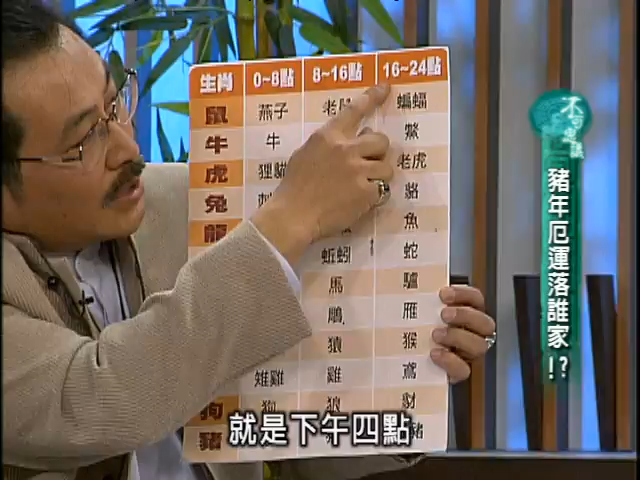 生肖 0~8點 8~16點 16~24點
鼠 燕子 老鼠 蝙蝠
牛 牛 鱉
虎 狸貓 老虎
兔 貉
龍 魚
蚯蚓 蛇
馬 驢
鵰 雁
猿 猴
雉雞 雞 鳶
狗 狗 狼 豺
豬
就是下午四點
不可思議
豬年厄運落誰家!?